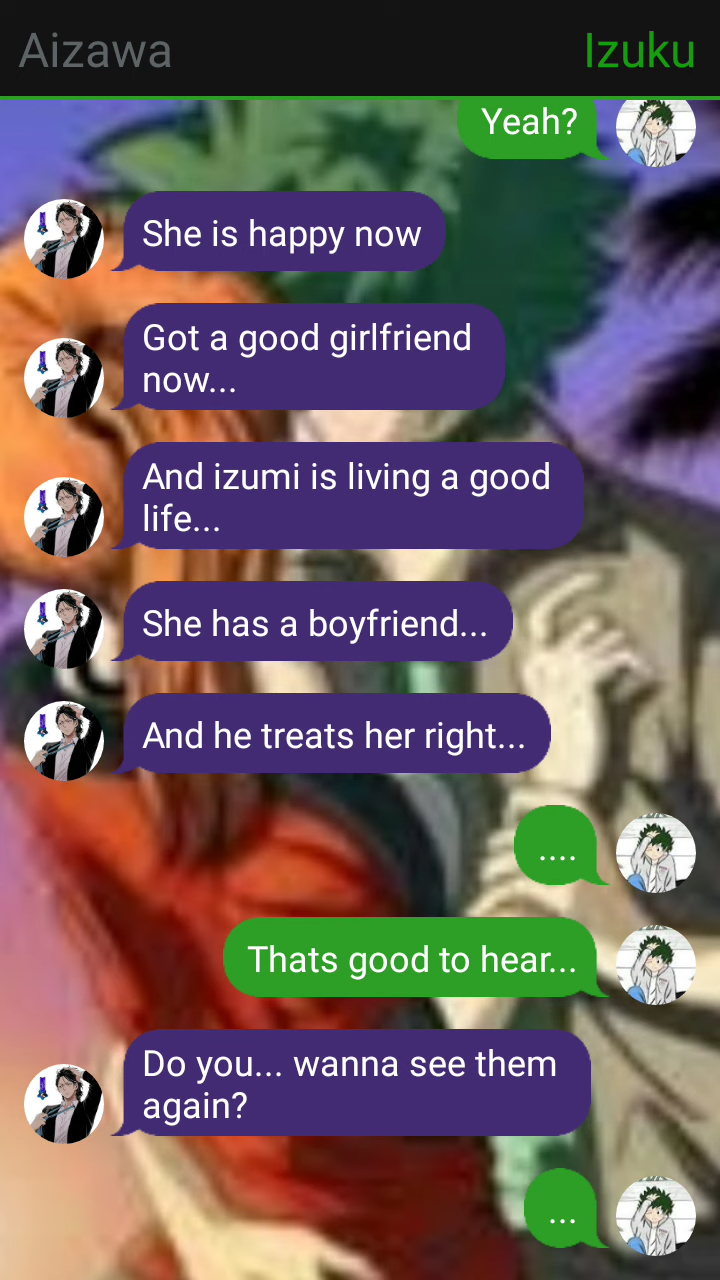 Aizawa
Izuku
Yeah?
She is happy now
Got a good girlfriend
now...
And izumi is living a good
life...
She has a boyfriend...
And he treats her right...
....
Thats good to hear...
Do you... wanna see them
again?
...